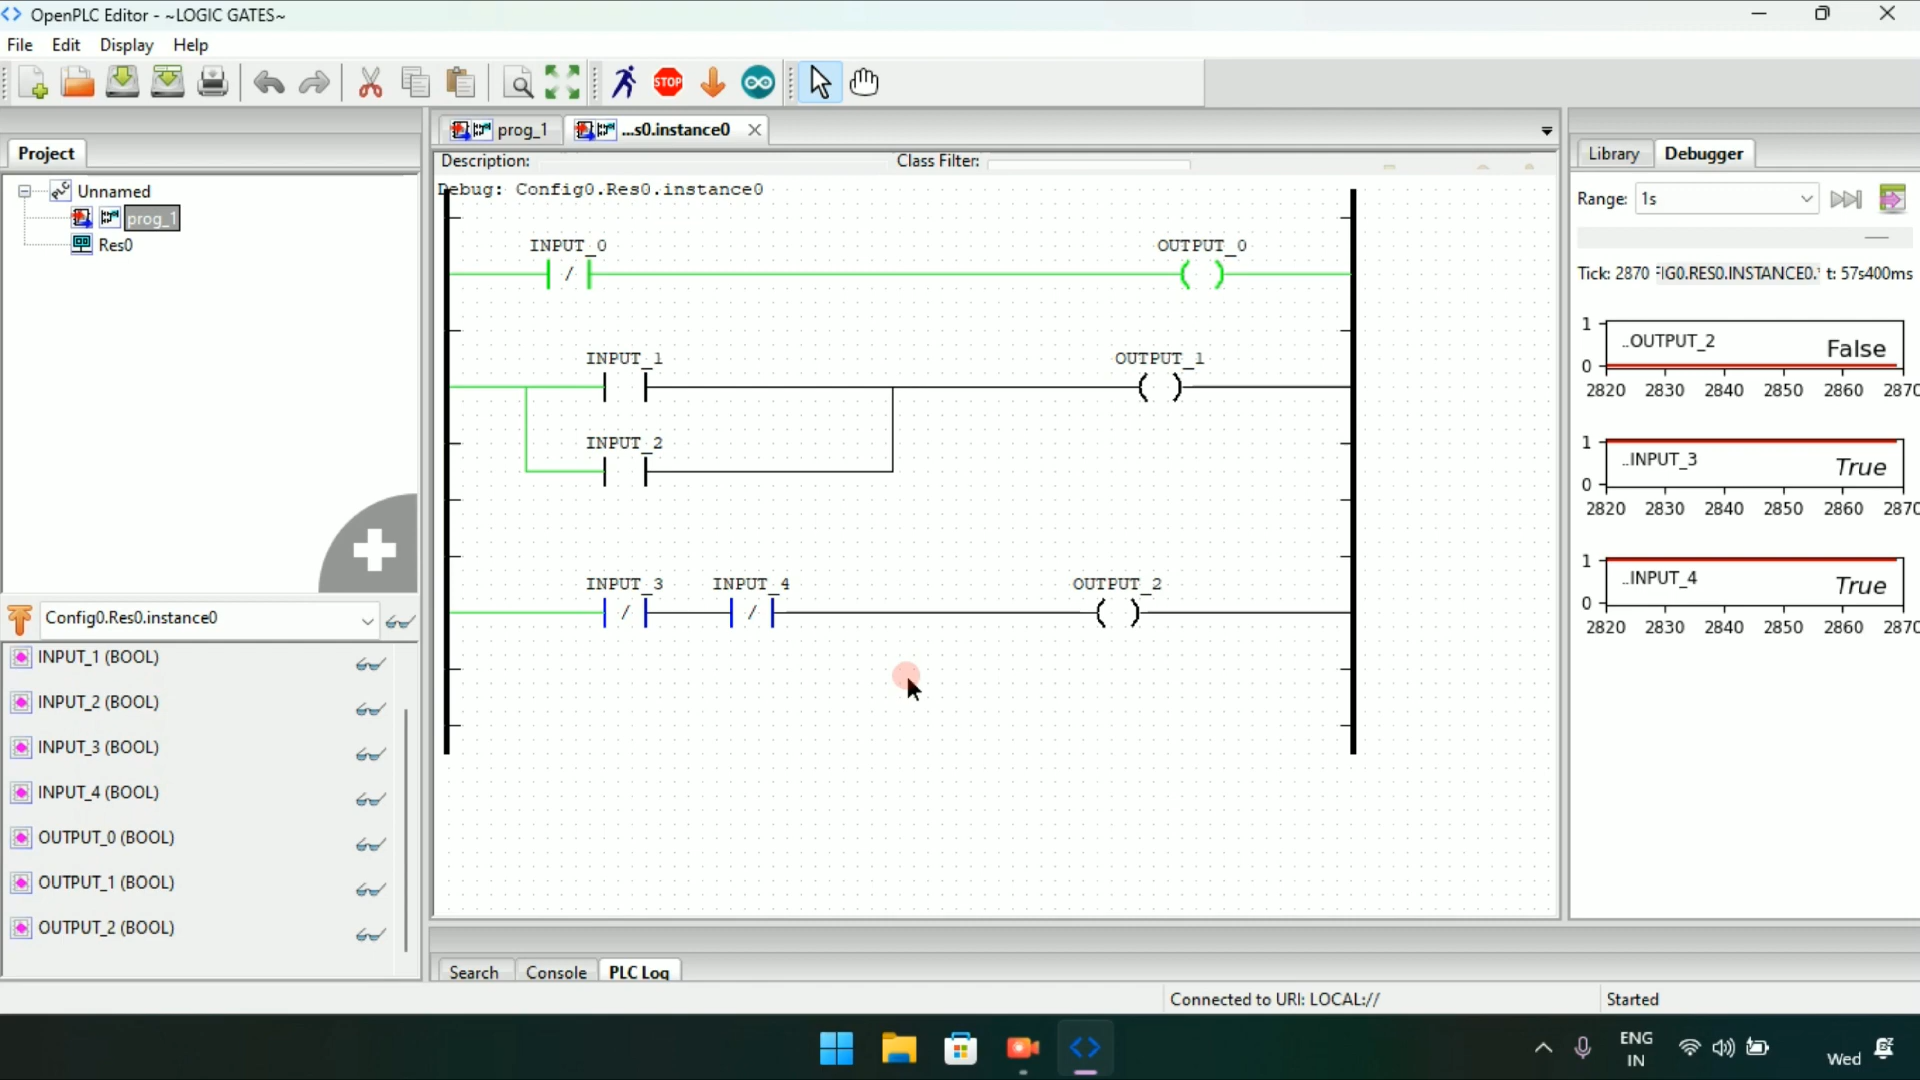 OpenPLC Editor - ~LOGIC GATES~
File Edit Display Help
STOP
Project
Unnamed
prog_1
Res0
Config0.Res0.instance0
INPUT_1 (BOOL)
INPUT_2 (BOOL)
INPUT_3 (BOOL)
INPUT_4 (BOOL)
OUTPUT_0 (BOOL)
OUTPUT_1 (BOOL)
OUTPUT_2 (BOOL)
prog_1 ...s0.instance0
Description: Class Filter:
Debug: Config0.Res0.instance0
INPUT_0 OUTPUT_0
INPUT_1 OUTPUT_1
INPUT_2
INPUT_3 INPUT_4 OUTPUT_2
Search Console PLC Log
Library Debugger
Range: 1s
Tick: 2870 IG0.RES0.INSTANCE0.* t: 57s400ms
1
..OUTPUT_2 False
0
2820 2830 2840 2850 2860 2870
1
..INPUT_3 True
0
2820 2830 2840 2850 2860 2870
1
..INPUT_4 True
0
2820 2830 2840 2850 2860 2870
Connected to URI: LOCAL:// Started
ENG
IN
Wed